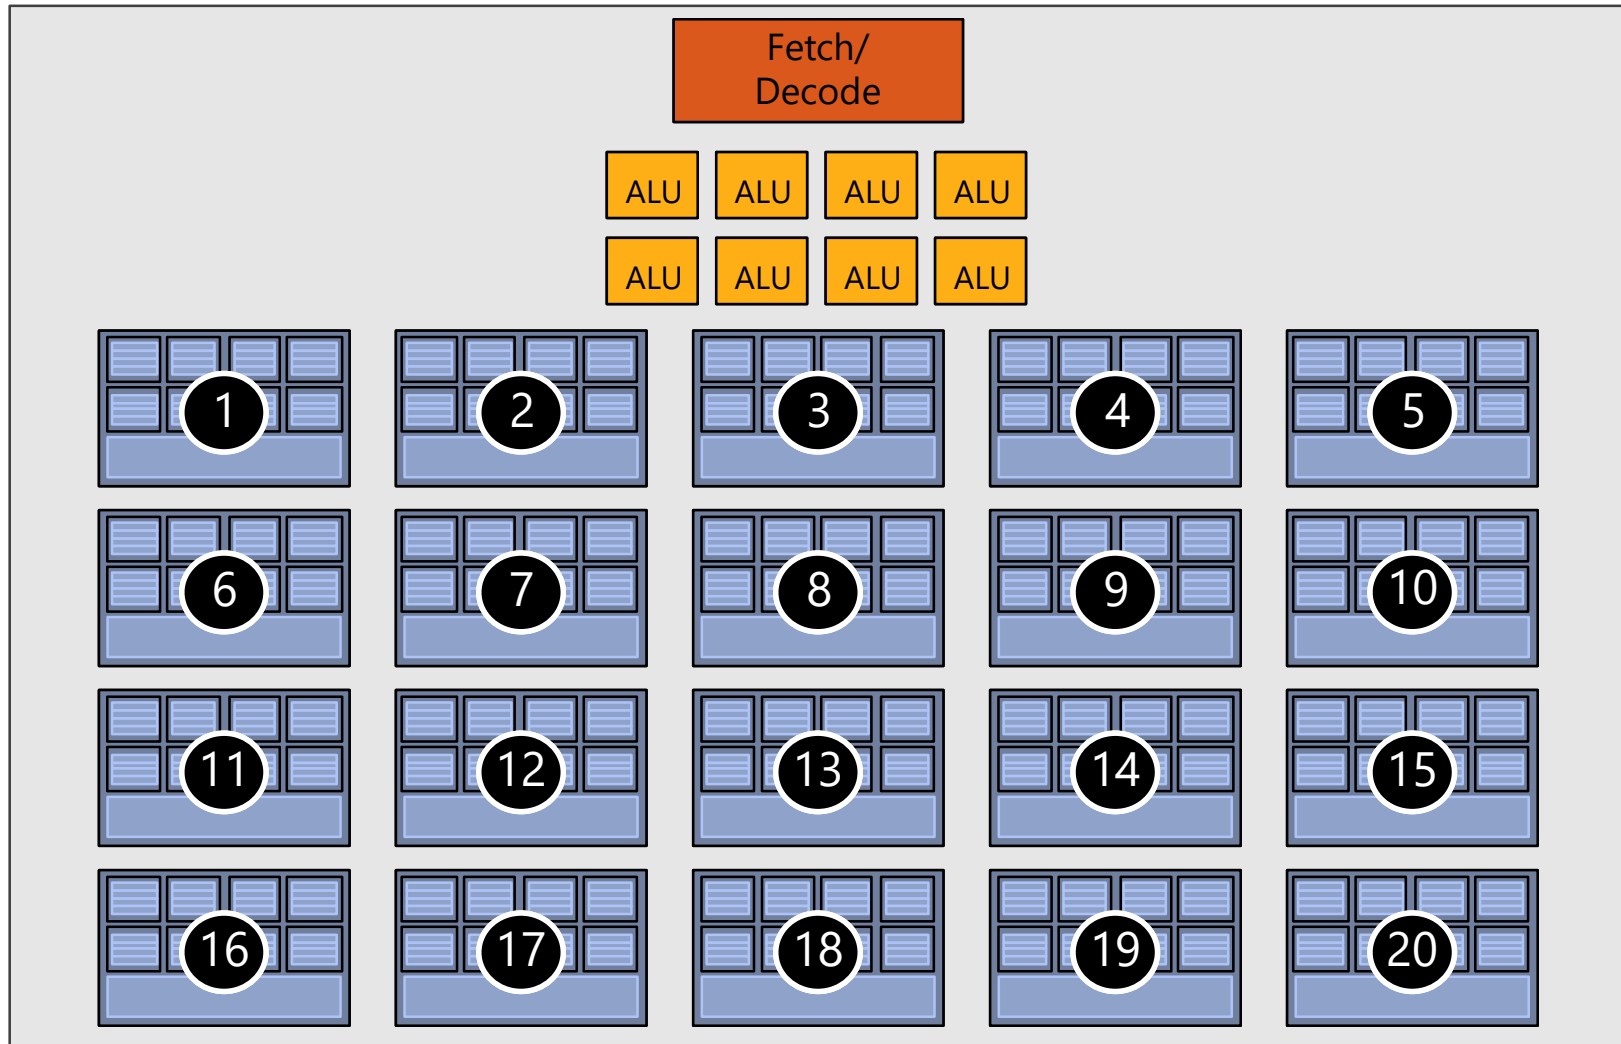 Fetch/
Decode
ALU ALU ALU ALU
ALU ALU ALU ALU
1 2 3 4 5
6 7 8 9 10
11 12 13 14 15
16 17 18 19 20